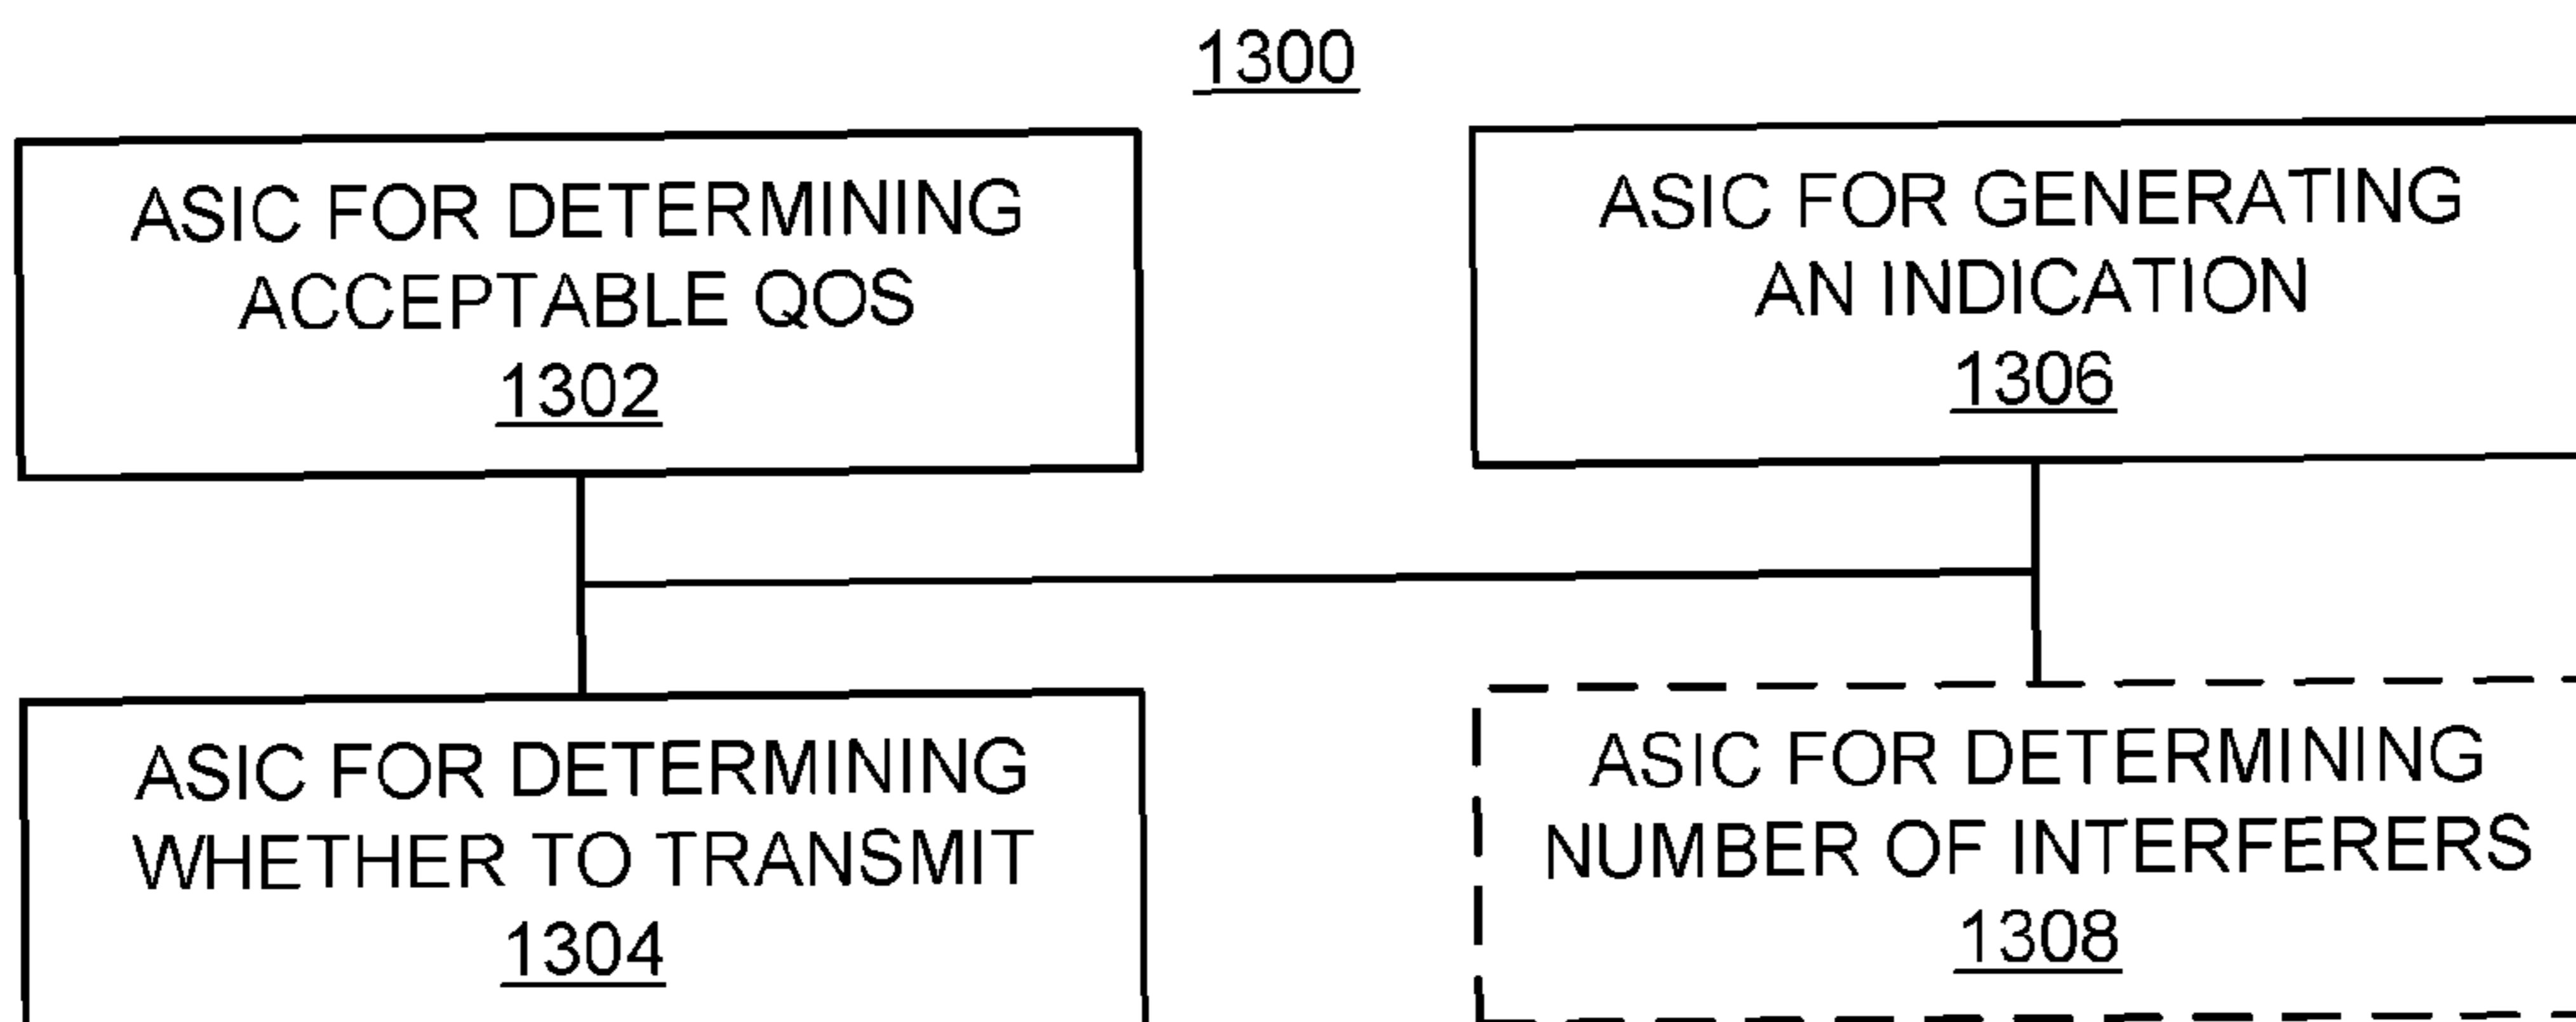 1300
ASIC FOR DETERMINING
ACCEPTABLE QOS
1302
ASIC FOR GENERATING
AN INDICATION
1306
ASIC FOR DETERMINING
WHETHER TO TRANSMIT
1304
ASIC FOR DETERMINING
NUMBER OF INTERFERERS
1308